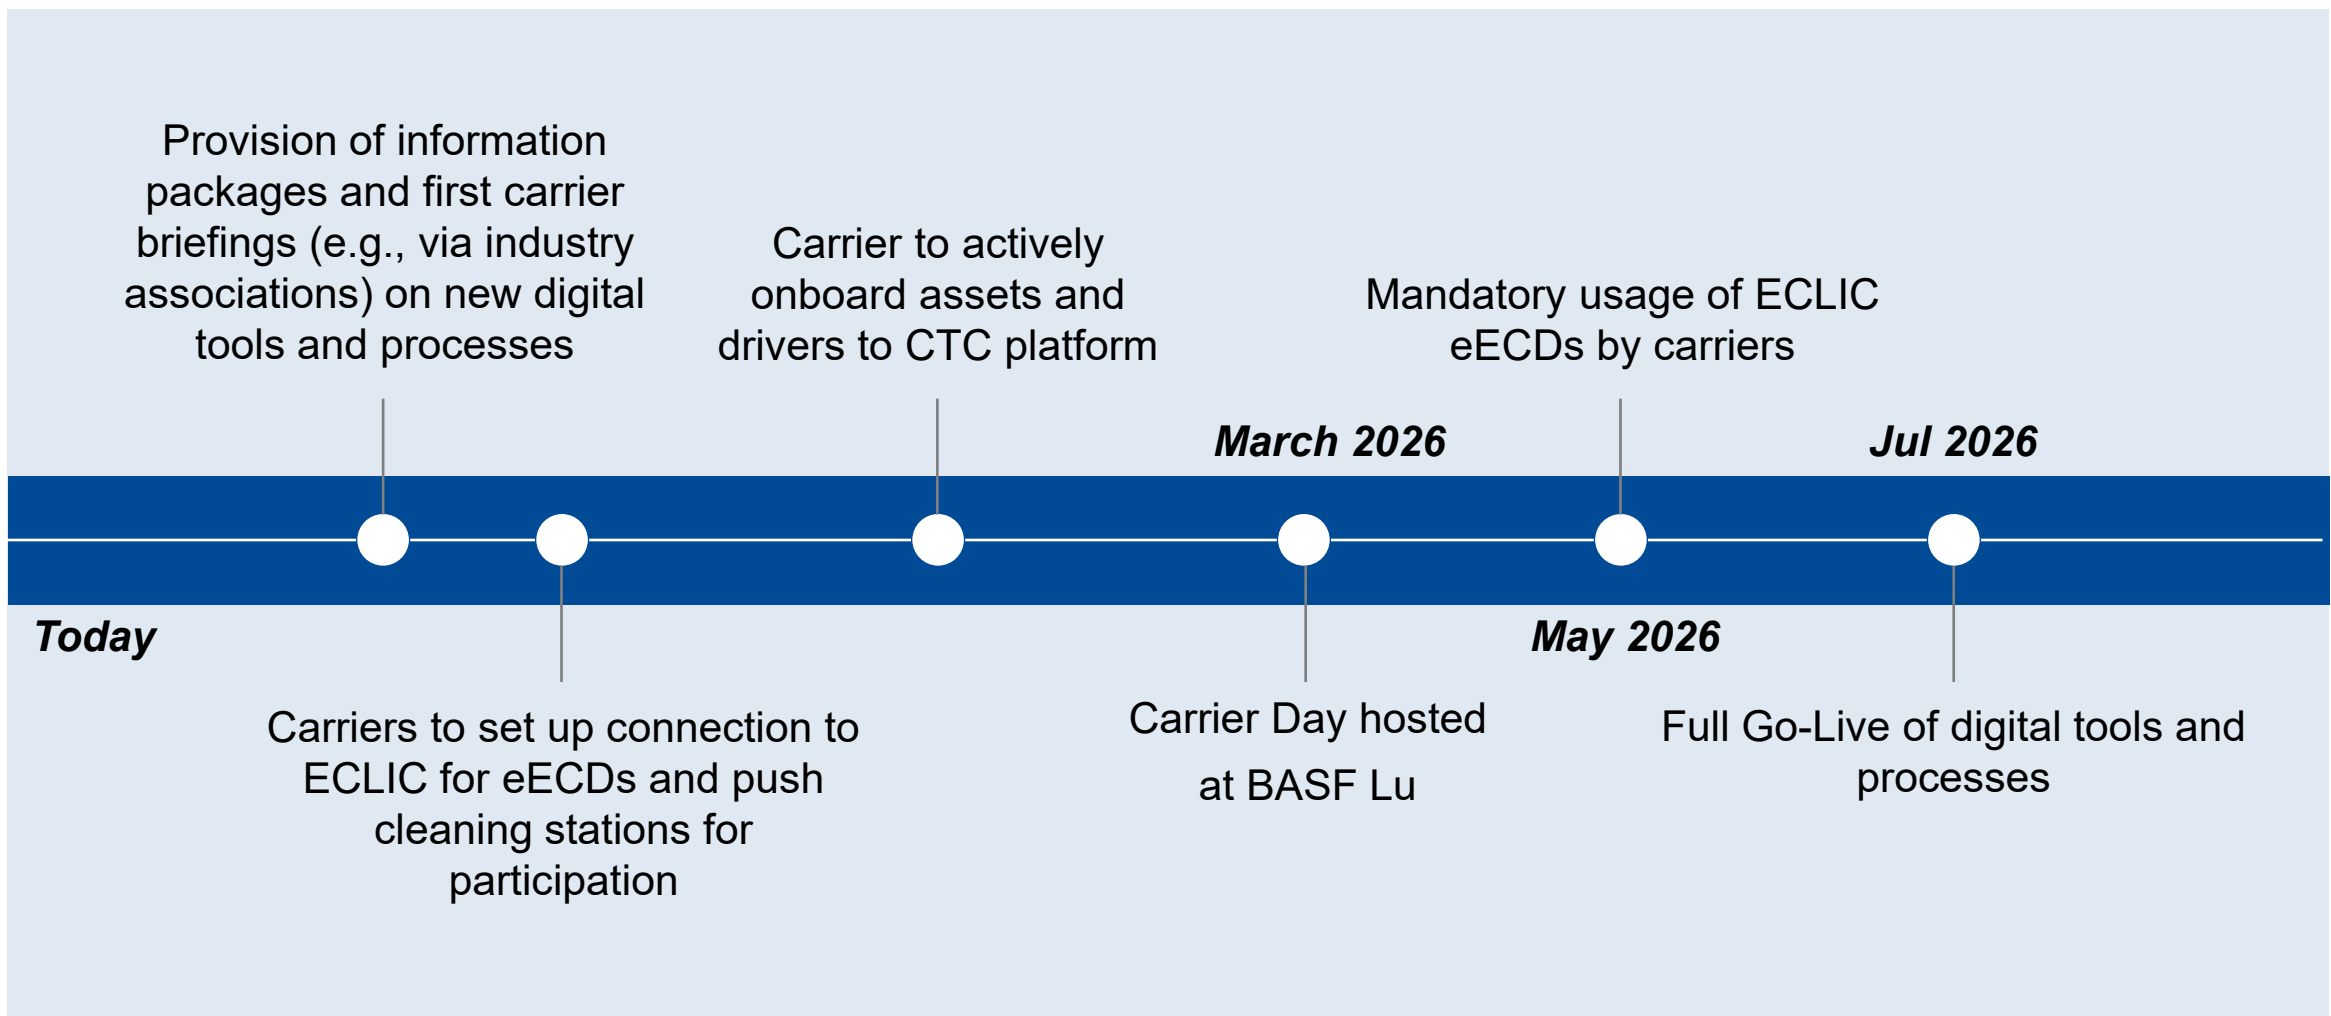 Provision of information
packages and first carrier
briefings (e.g., via industry
associations) on new digital
tools and processes
Carrier to actively
onboard assets and
drivers to CTC platform
Mandatory usage of ECLIC
eECDs by carriers
March 2026
Jul 2026
Today
May 2026
Carriers to set up connection to
ECLIC for eECDs and push
cleaning stations for
participation
Carrier Day hosted
at BASF Lu
Full Go-Live of digital tools and
processes